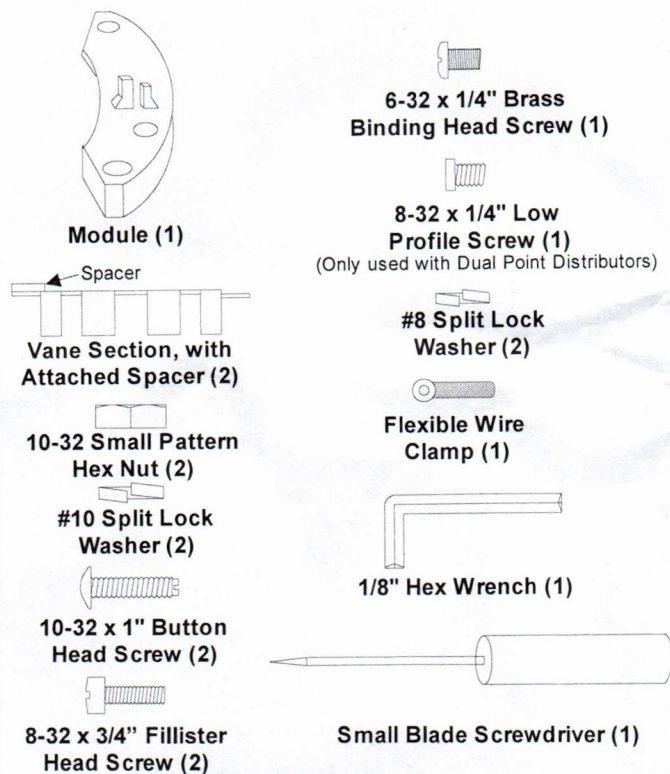 Module (1)
Spacer
Vane Section, with
Attached Spacer (2)
10-32 Small Pattern
Hex Nut (2)
#10 Split Lock
Washer (2)
10-32 x 1" Button
Head Screw (2)
8-32 x 3/4” Fillister
Head Screw (2)
6-32 x 1/4" Brass
Binding Head Screw (1)
8-32 x 1/4" Low
Profile Screw (1)
(Only used with Dual Point Distributors)
#8 Split Lock
Washer (2)
Flexible Wire
Clamp (1)
1/8" Hex Wrench (1)
Small Blade Screwdriver (1)